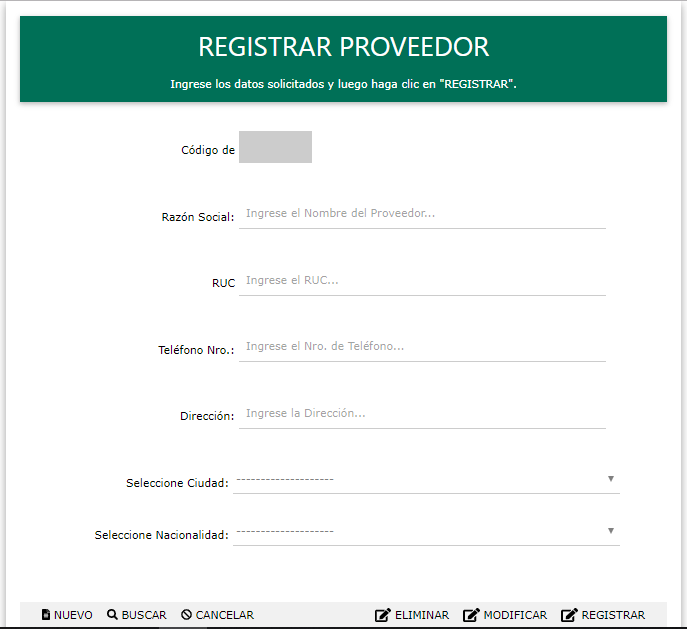 REGISTRAR PROVEEDOR
Ingrese los datos solicitados y luego haga clic en "REGISTRAR".
Código de
Razón Social: Ingrese el Nombre del Proveedor...
RUC Ingrese el RUC...
Teléfono Nro.: Ingrese el Nro. de Teléfono...
Dirección: Ingrese la Dirección...
Seleccione Ciudad: --------------------
Seleccione Nacionalidad: --------------------
NUEVO BUSCAR CANCELAR ELIMINAR MODIFICAR REGISTRAR